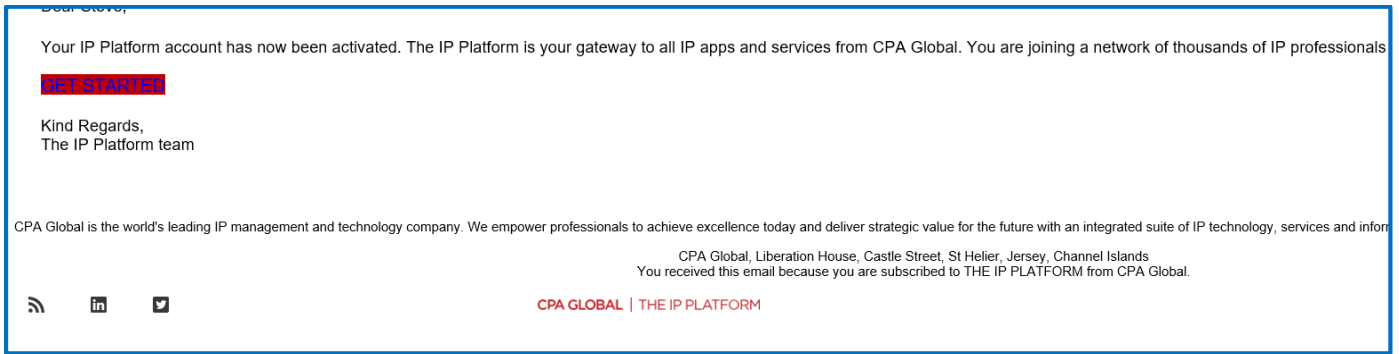 Dear Steve,
Your IP Platform account has now been activated. The IP Platform is your gateway to all IP apps and services from CPA Global. You are joining a network of thousands of IP professionals
GET STARTED
Kind Regards,
The IP Platform team
CPA Global is the world's leading IP management and technology company. We empower professionals to achieve excellence today and deliver strategic value for the future with an integrated suite of IP technology, services and infor
CPA Global, Liberation House, Castle Street, St Helier, Jersey, Channel Islands
You received this email because you are subscribed to THE IP PLATFORM from CPA Global.
in
CPA GLOBAL | THE IP PLATFORM